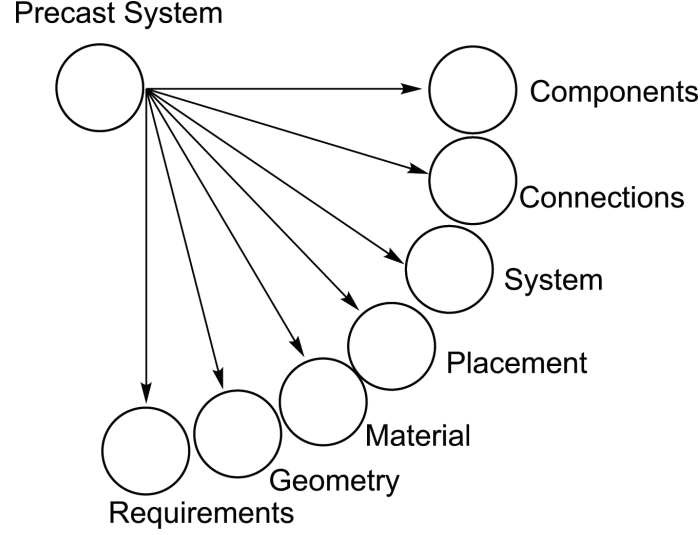 Precast System
Components
Connections
System
Placement
Material
Geometry
Requirements